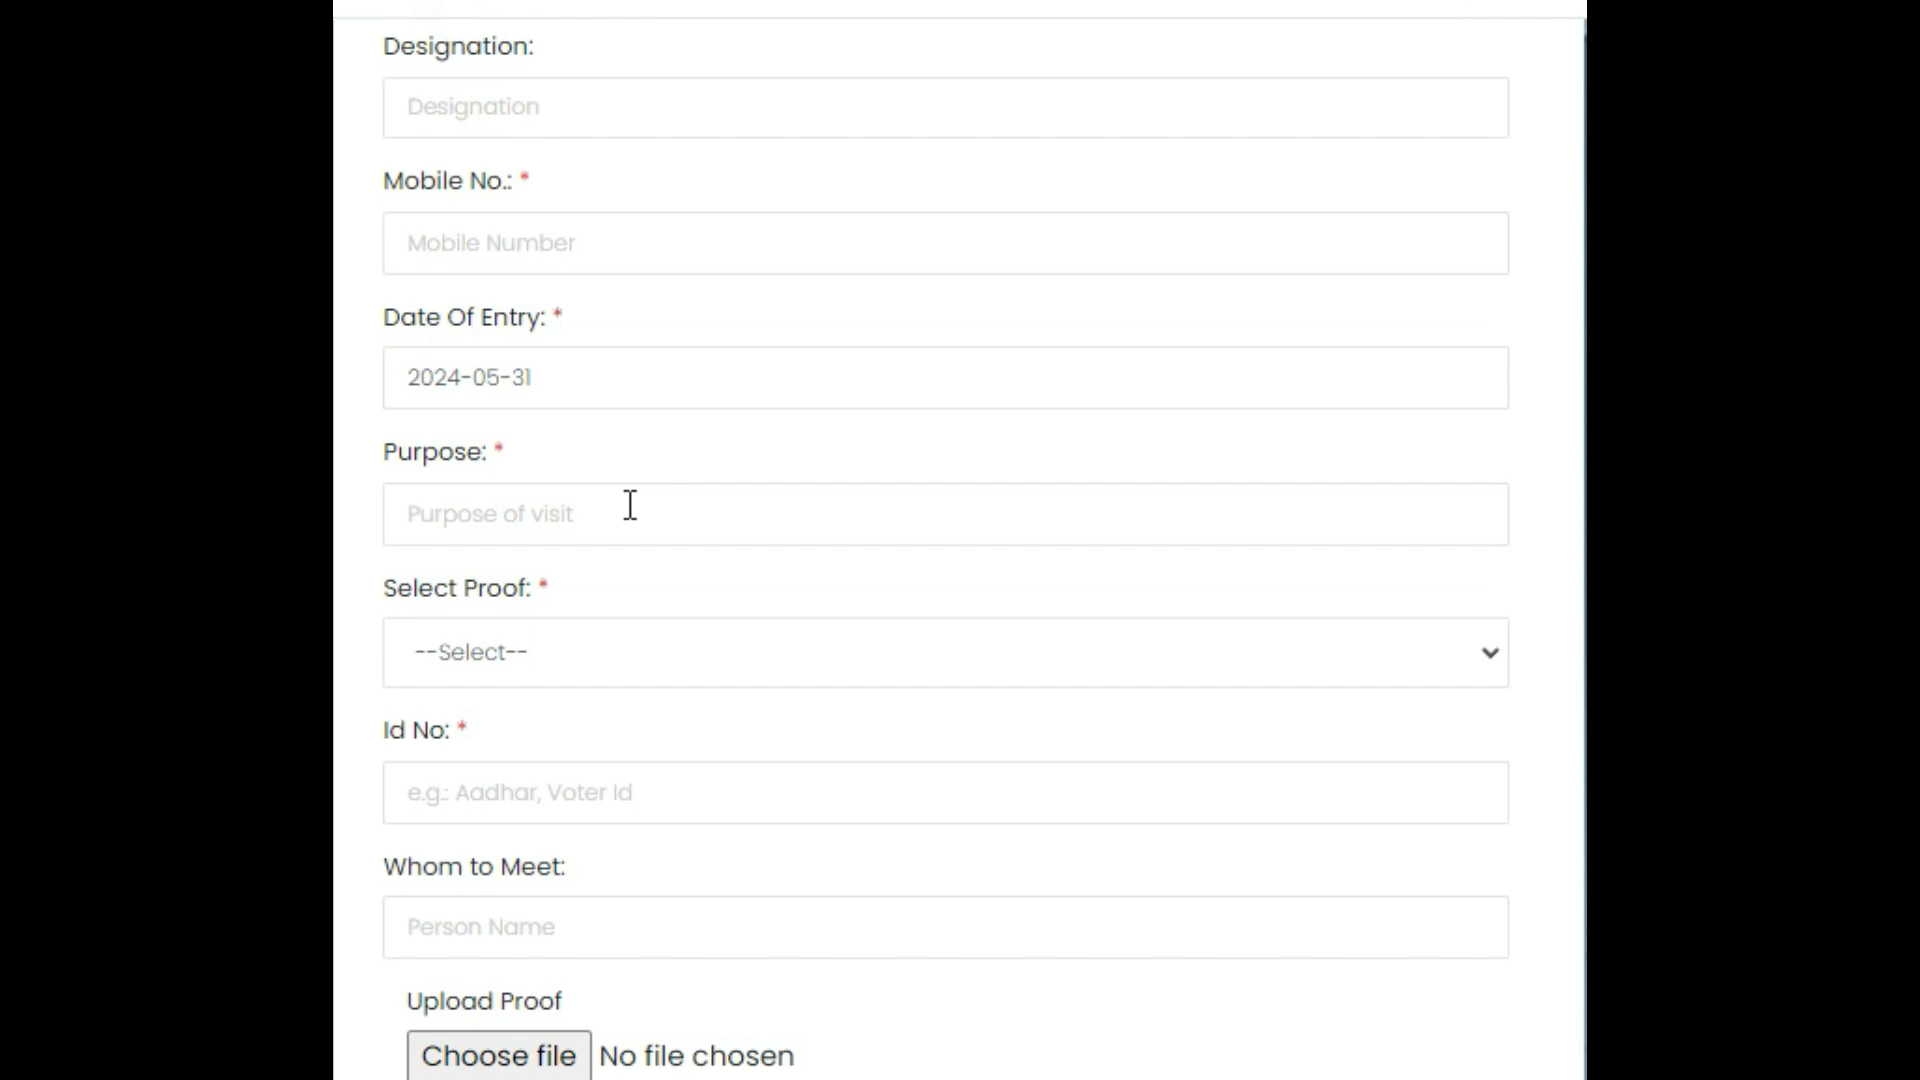 Designation:
Designation
Mobile No.: *
Mobile Number
Date Of Entry: *
2024-05-31
Purpose: *
Purpose of visit
Select Proof: *
--Select--
Id No: *
e.g.: Aadhar, Voter Id
Whom to Meet:
Person Name
Upload Proof
Choose file No file chosen